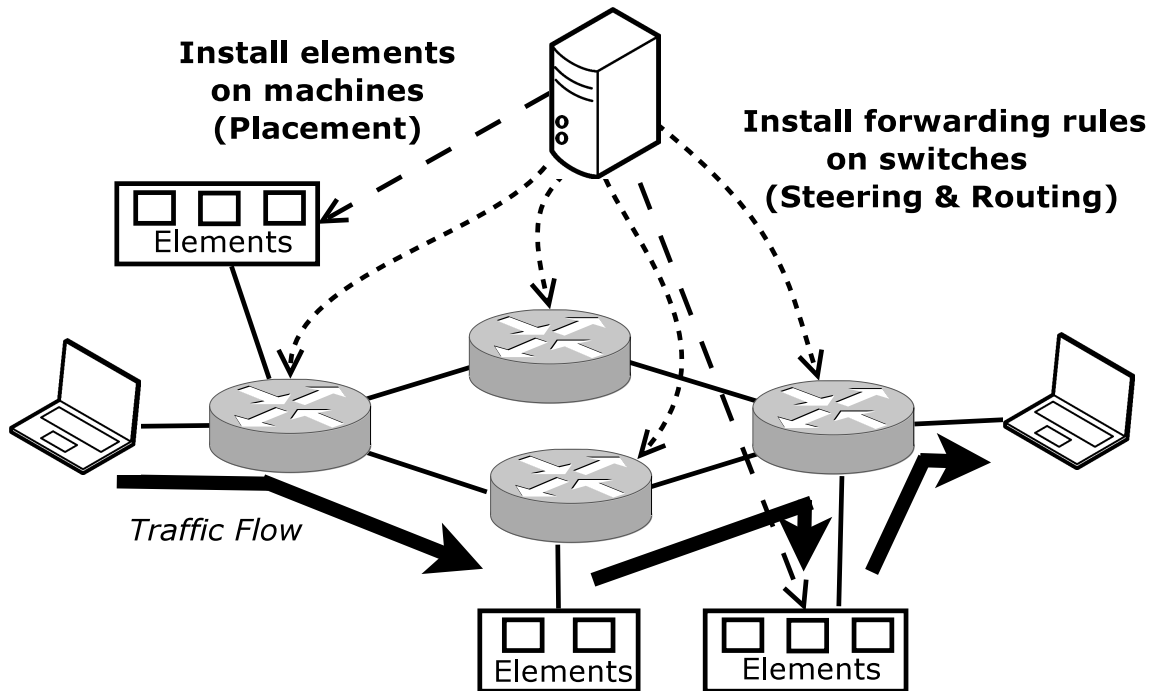 Install elements
on machines
(Placement)
Install forwarding rules
on switches
(Steering & Routing)
Elements
Traffic Flow
Elements
Elements